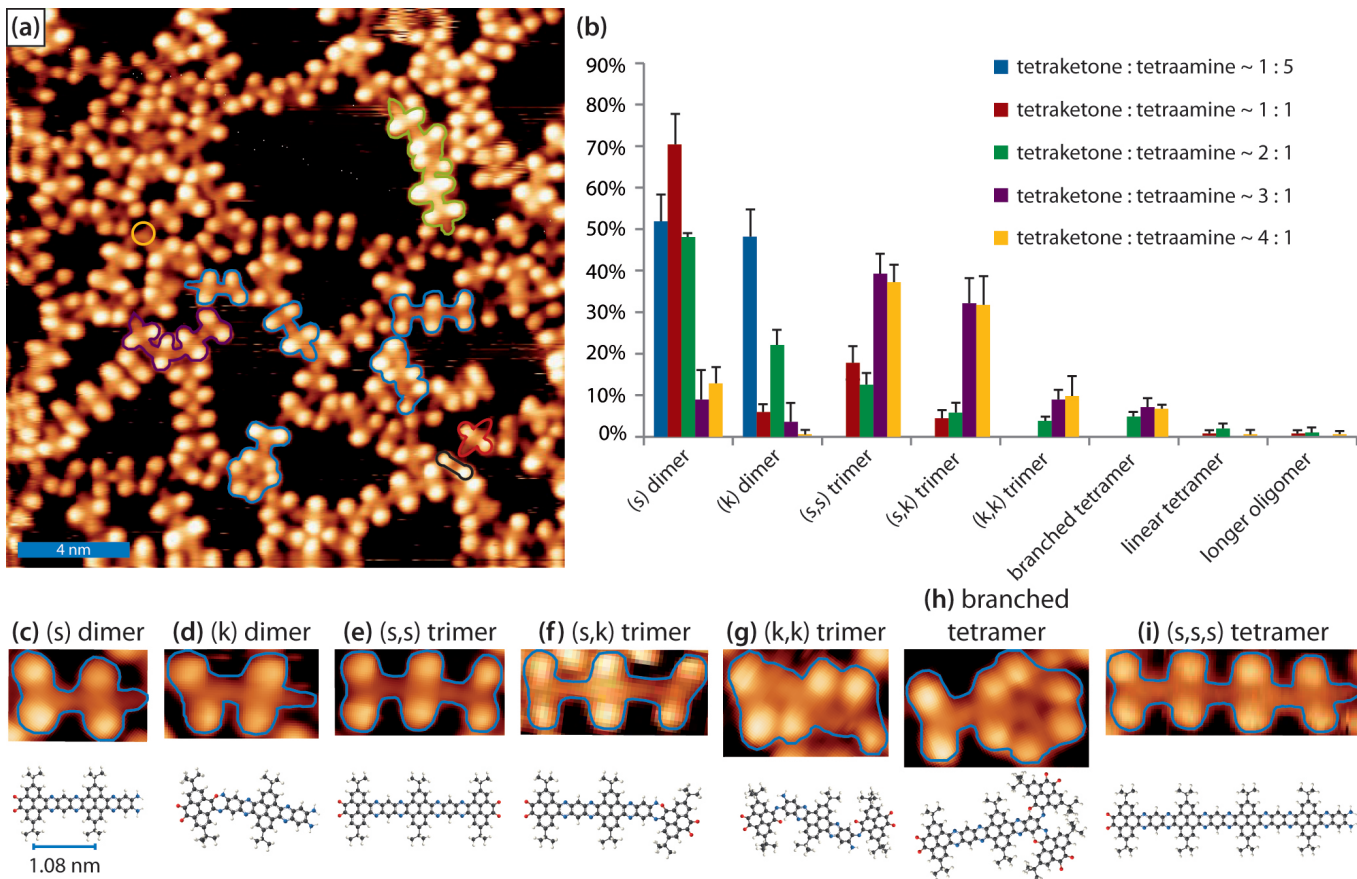 (a)
4 nm
(b)
90%
80%
70%
60%
50%
40%
30%
20%
10%
0%
tetraketone : tetraamine ~ 1 : 5
tetraketone : tetraamine ~ 1 : 1
tetraketone : tetraamine ~ 2 : 1
tetraketone : tetraamine ~ 3 : 1
tetraketone : tetraamine ~ 4 : 1
(s) dimer
(k) dimer
(s,s) trimer
(s,k) trimer
(k,k) trimer
branched tetramer
linear tetramer
longer oligomer
(c) (s) dimer
(d) (k) dimer
(e) (s,s) trimer
(f) (s,k) trimer
(g) (k,k) trimer
(h) branched
tetramer
(i) (s,s,s) tetramer
1.08 nm